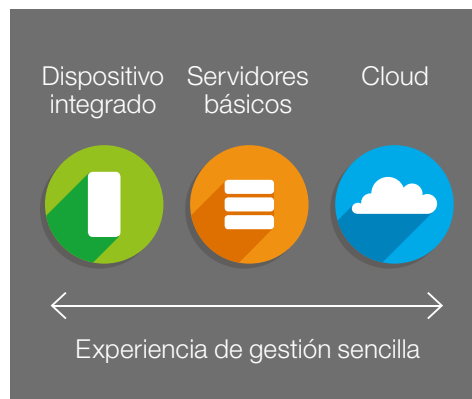 Dispositivo
integrado
Servidores
básicos
Cloud
Experiencia de gestión sencilla